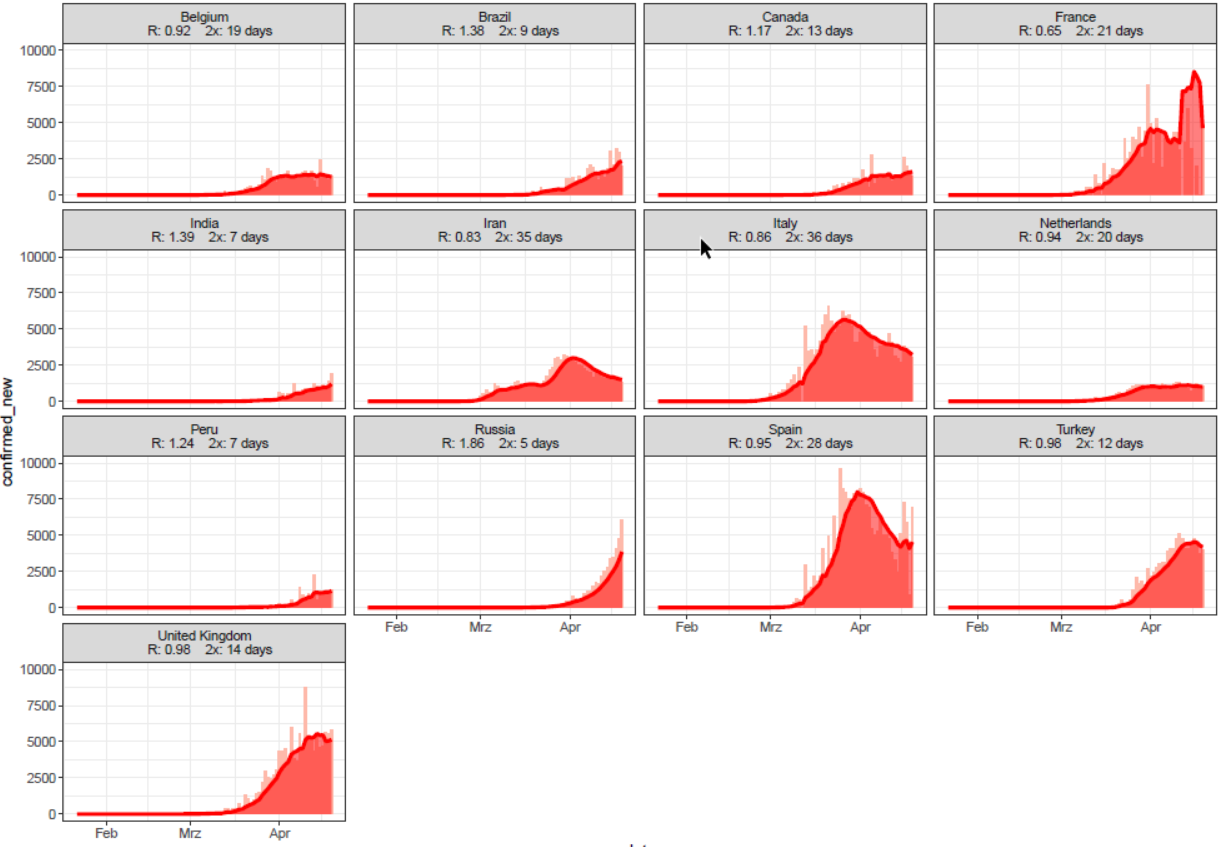 Belgium
R: 0.92 2x: 19 days
Brazil
R: 1.38 2x: 9 days
Canada
R: 1.17 2x: 13 days
France
R: 0.65 2x: 21 days
10000
7500
5000
2500
0
India
R: 1.39 2x: 7 days
Iran
R: 0.83 2x: 35 days
Italy
R: 0.86 2x: 36 days
Netherlands
R: 0.94 2x: 20 days
10000
7500
5000
2500
0
confirmed_new
Peru
R: 1.24 2x: 7 days
Russia
R: 1.86 2x: 5 days
Spain
R: 0.95 2x: 28 days
Turkey
R: 0.98 2x: 12 days
10000
7500
5000
2500
0
Feb Mrz Apr
Feb Mrz Apr
Feb Mrz Apr
United Kingdom
R: 0.98 2x: 14 days
10000
7500
5000
2500
0
Feb Mrz Apr